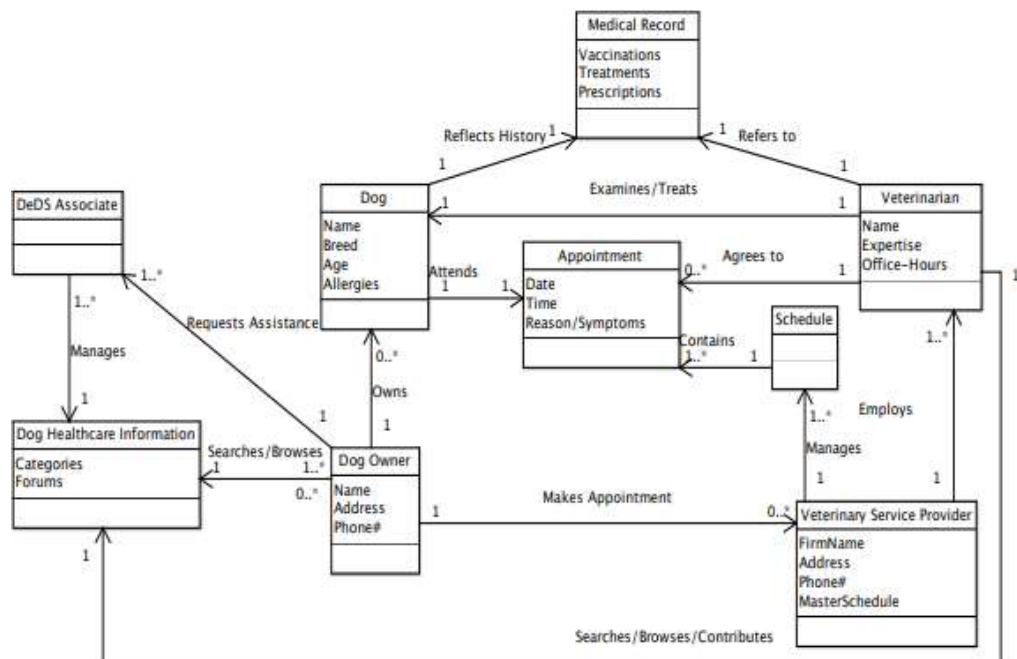 Medical Record
Vaccinations
Treatments
Prescriptions
Reflects History
1
1
Refers to
1
1
DeDS Associate
Dog
Name
Breed
Age
Allergies
Examines/Treats
1
1
Veterinarian
Name
Expertise
Office-Hours
Appointment
Date
Time
Reason/Symptoms
Attends
1
1
Agrees to
0..*
1
1
1..*
Requests Assistance
1
1..*
Manages
1
Schedule
Contains
1..*
1
0..*
Owns
1
1..*
Manages
1
1..*
Employs
1
Dog Healthcare Information
Categories
Forums
Searches/Browses
1
1..*
0..*
Dog Owner
Name
Address
Phone#
Makes Appointment
1
0..*
Veterinary Service Provider
FirmName
Address
Phone#
MasterSchedule
1
Searches/Browses/Contributes